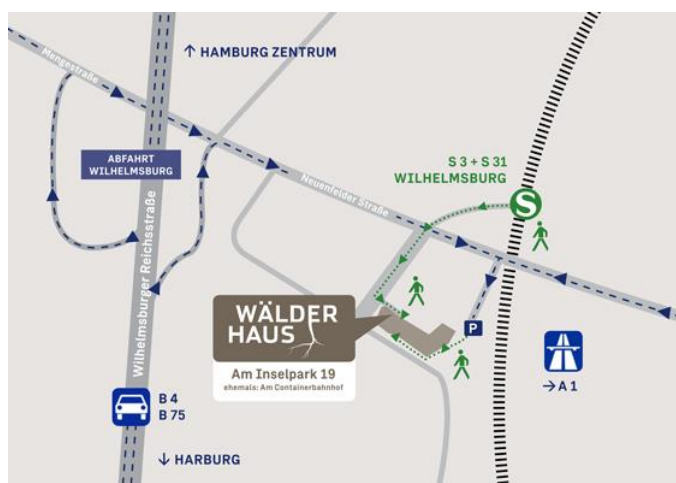 ↑ HAMBURG ZENTRUM
Mengestraße
ABFAHRT
WILHELMSBURG
S 3 + S 31
WILHELMSBURG
S
Neuenfelder Straße
Wilhelmsburger Reichsstraße
WÄLDER
HAUS
Am Inselpark 19
ehemals: Am Containerbahnhof
P
→ A 1
B 4
B 75
↓ HARBURG